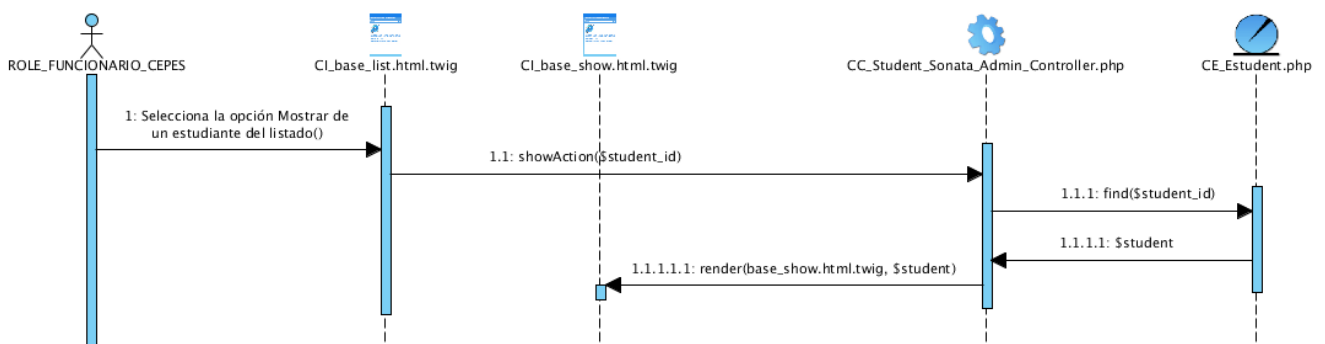 ROLE_FUNCIONARIO_CEPES
CI_base_list.html.twig
CI_base_show.html.twig
CC_Student_Sonata_Admin_Controller.php
CE_Estudent.php
1: Selecciona la opción Mostrar de
un estudiante del listado()
1.1: showAction($student_id)
1.1.1: find($student_id)
1.1.1.1: $student
1.1.1.1.1: render(base_show.html.twig, $student)